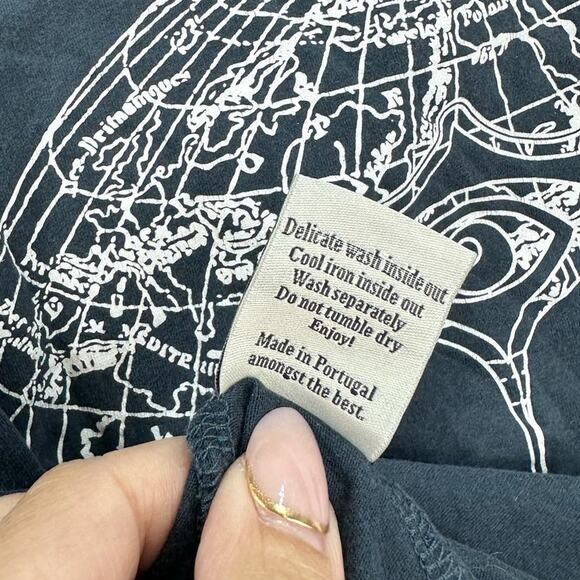 Delicate wash inside out
Cool iron inside out
Wash separately
Do not tumble dry
Enjoy!
Made in Portugal
amongst the best.